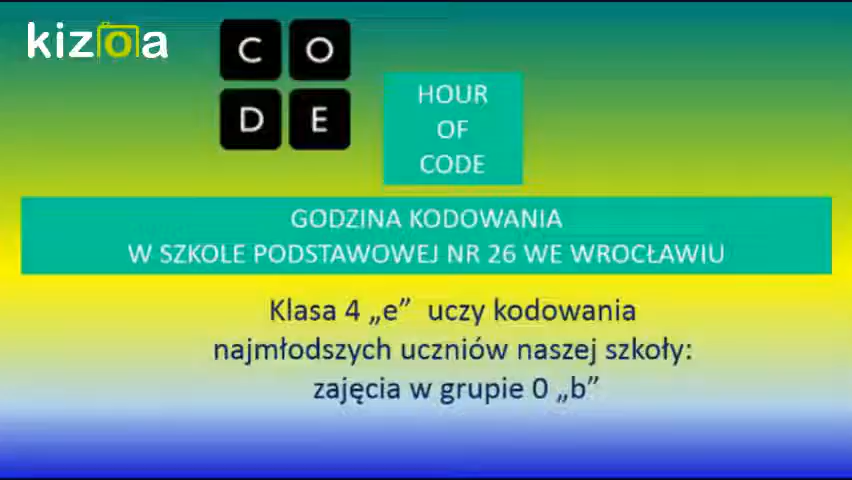 kizoa
C O
D E
HOUR
OF
CODE
GODZINA KODOWANIA
W SZKOLE PODSTAWOWEJ NR 26 WE WROCŁAWIU
Klasa 4 „e” uczy kodowania
najmłodszych uczniów naszej szkoły:
zajęcia w grupie 0 „b”